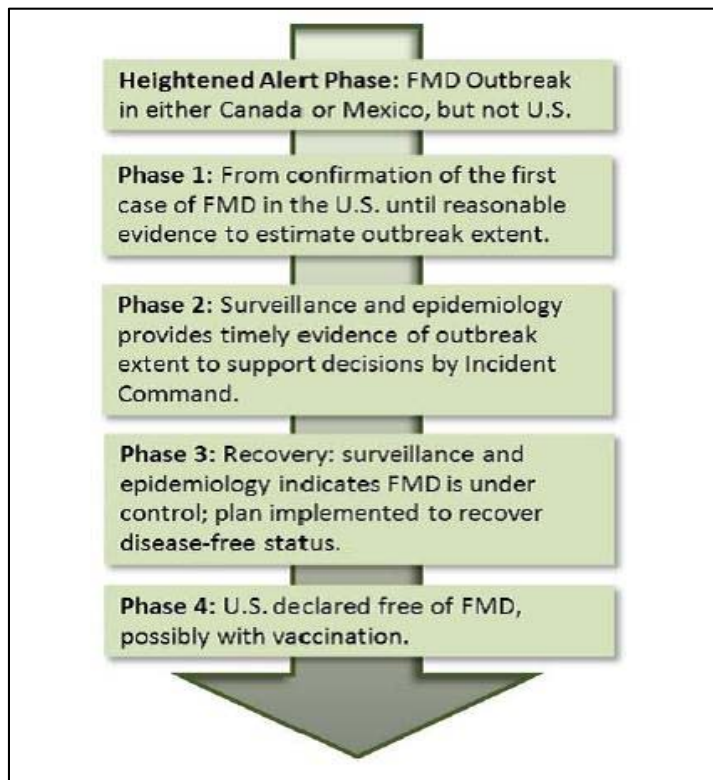 Heightened Alert Phase: FMD Outbreak
in either Canada or Mexico, but not U.S.
Phase 1: From confirmation of the first
case of FMD in the U.S. until reasonable
evidence to estimate outbreak extent.
Phase 2: Surveillance and epidemiology
provides timely evidence of outbreak
extent to support decisions by Incident
Command.
Phase 3: Recovery: surveillance and
epidemiology indicates FMD is under
control; plan implemented to recover
disease-free status.
Phase 4: U.S. declared free of FMD,
possibly with vaccination.